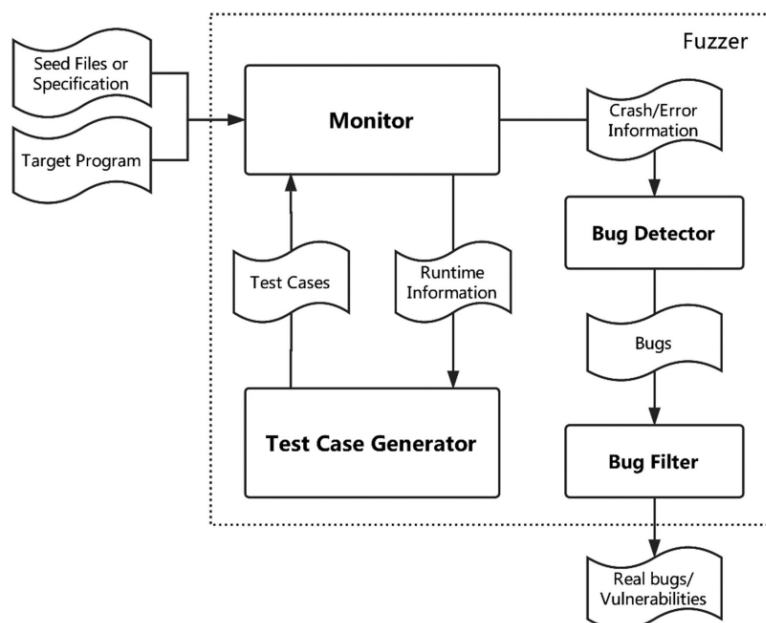 Fuzzer
Seed Files or
Specification
Target Program
Monitor
Crash/Error
Information
Bug Detector
Test Cases
Runtime
Information
Bugs
Test Case Generator
Bug Filter
Real bugs/
Vulnerabilities